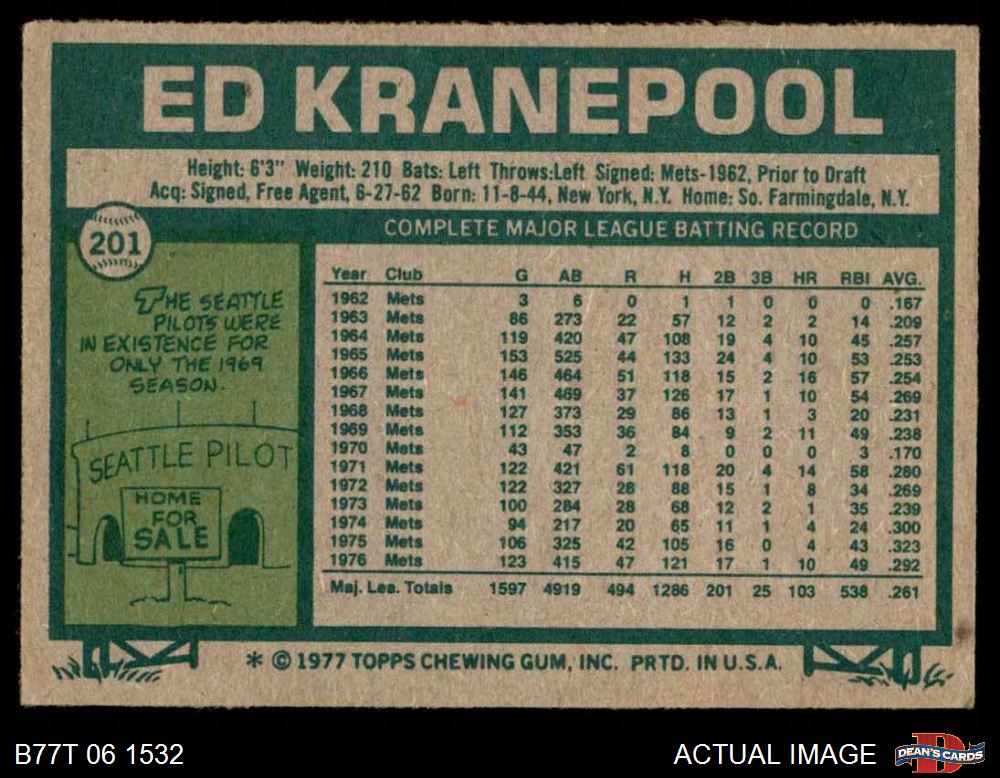 ED KRANEPOOL
Height: 6'3" Weight: 210 Bats: Left Throws:Left Signed: Mets-1962, Prior to Draft
Acq: Signed, Free Agent, 6-27-62 Born: 11-8-44, New York, N.Y. Home: So. Farmingdale, N.Y.
201
THE SEATTLE
PILOTS WERE
IN EXISTENCE FOR
ONLY THE 1969
SEASON.
SEATTLE PILOT
HOME
FOR
SALE
COMPLETE MAJOR LEAGUE BATTING RECORD
Year Club G AB R H 2B 3B HR RBI AVG.
1962 Mets 3 6 0 1 1 0 0 0 .167
1963 Mets 86 273 22 57 12 2 2 14 .209
1964 Mets 119 420 47 108 19 4 10 45 .257
1965 Mets 153 525 44 133 24 4 10 53 .253
1966 Mets 146 464 51 118 15 2 16 57 .254
1967 Mets 141 469 37 126 17 1 10 54 .269
1968 Mets 127 373 29 86 13 1 3 20 .231
1969 Mets 112 353 36 84 9 2 11 49 .238
1970 Mets 43 47 2 8 0 0 0 3 .170
1971 Mets 122 421 61 118 20 4 14 58 .280
1972 Mets 122 327 28 88 15 1 8 34 .269
1973 Mets 100 284 28 68 12 2 1 35 .239
1974 Mets 94 217 20 65 11 1 4 24 .300
1975 Mets 106 325 42 105 16 0 4 43 .323
1976 Mets 123 415 47 121 17 1 10 49 .292
Maj. Lea. Totals 1597 4919 494 1286 201 25 103 538 .261
* © 1977 TOPPS CHEWING GUM, INC. PRTD. IN U.S.A.
B77T 06 1532
ACTUAL IMAGE
DEAN'S CARDS